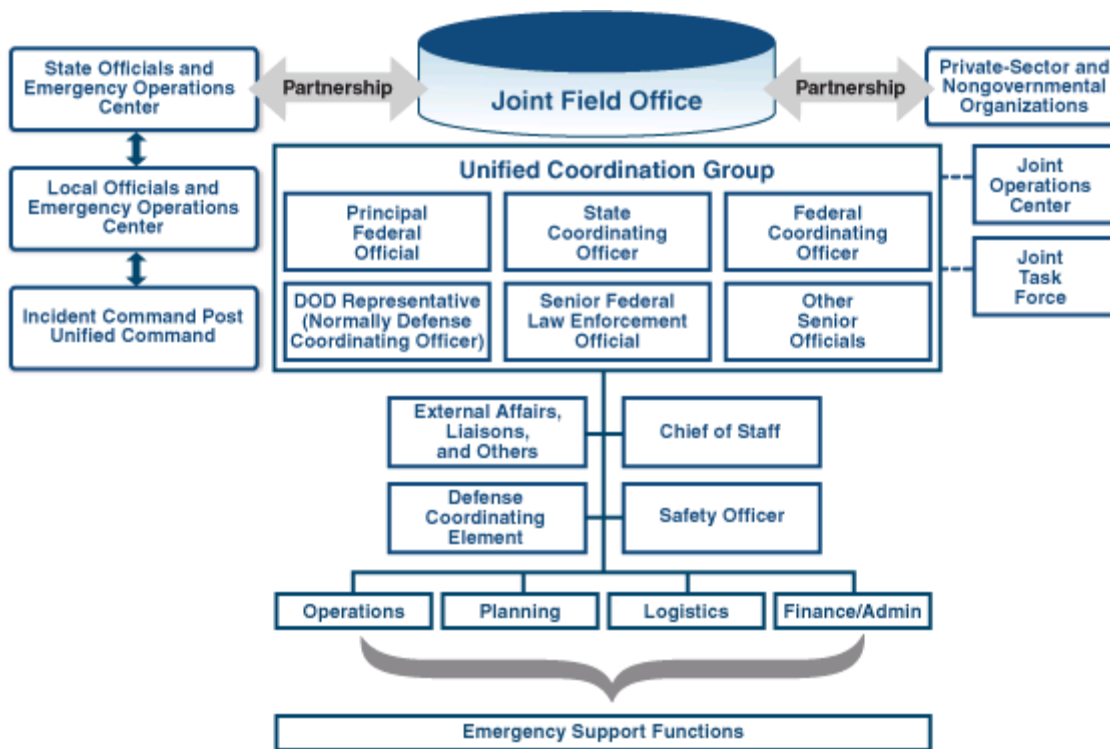 State Officials and
Emergency Operations
Center
Partnership
Joint Field Office
Partnership
Private-Sector and
Nongovernmental
Organizations
Local Officials and
Emergency Operations
Center
Incident Command Post
Unified Command
Unified Coordination Group
Principal
Federal
Official
State
Coordinating
Officer
Federal
Coordinating
Officer
DOD Representative
(Normally Defense
Coordinating Officer)
Senior Federal
Law Enforcement
Official
Other
Senior
Officials
Joint
Operations
Center
Joint
Task
Force
External Affairs,
Liaisons,
and Others
Chief of Staff
Defense
Coordinating
Element
Safety Officer
Operations
Planning
Logistics
Finance/Admin
Emergency Support Functions